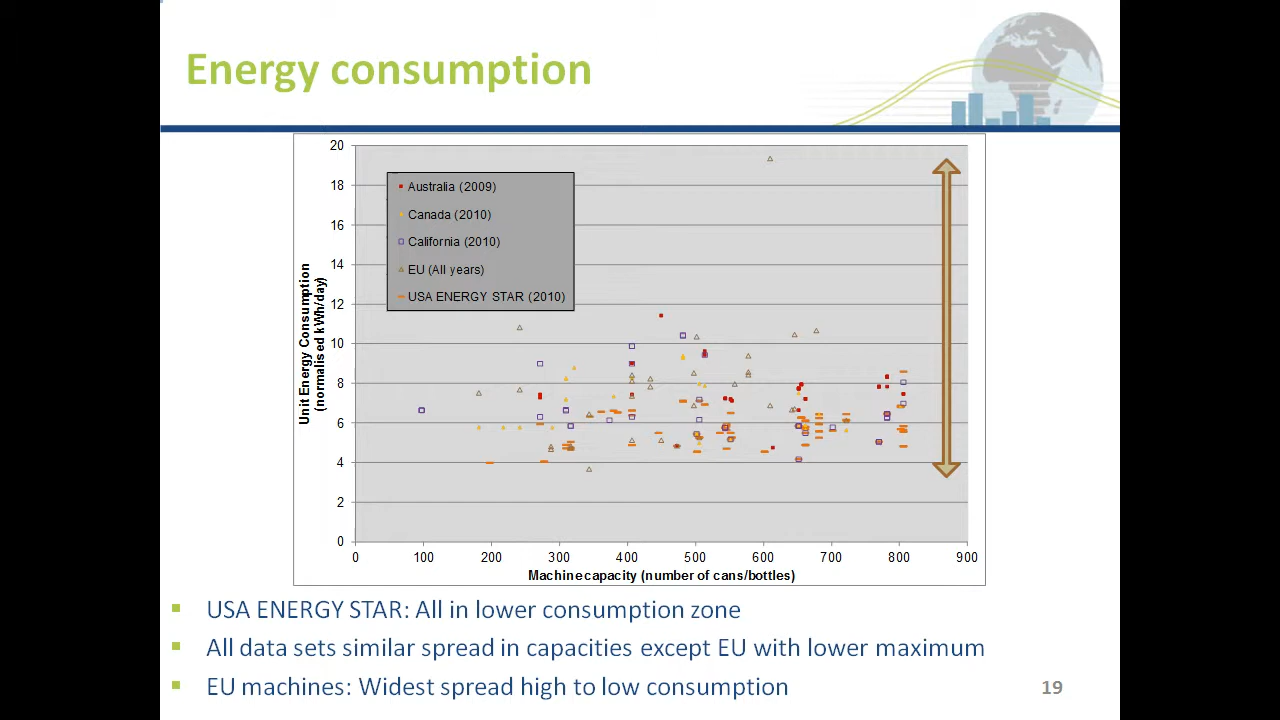 Energy consumption
20
18
16
14
12
10
8
6
4
2
0
Unit Energy Consumption
(normalised kWh/day)
Australia (2009)
Canada (2010)
California (2010)
EU (All years)
USA ENERGY STAR (2010)
0 100 200 300 400 500 600 700 800 900
Machine capacity (number of cans/bottles)
USA ENERGY STAR: All in lower consumption zone
All data sets similar spread in capacities except EU with lower maximum
EU machines: Widest spread high to low consumption
19